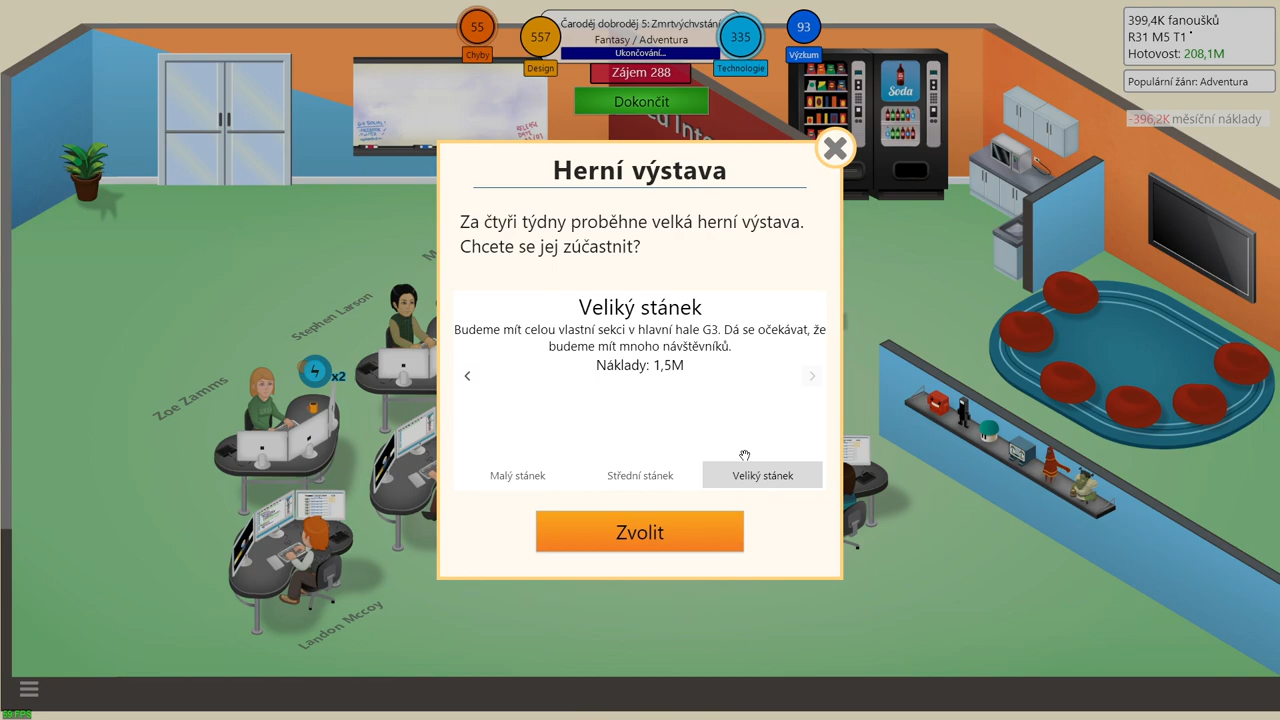 55
Chyby
557
Design
Čaroděj dobroděj 5: Zmrtvýchvstání
Fantasy / Adventura
Ukončování...
335
Technologie
93
Výzkum
Zájem 288
Dokončit
399,4K fanoušků
R31 M5 T1
Hotovost: 208,1M
Populární žánr: Adventura
-396,2K měsíční náklady
Soda
RELEASE
Herní výstava
Za čtyři týdny proběhne velká herní výstava.
Chcete se jej zúčastnit?
Veliký stánek
Budeme mít celou vlastní sekci v hlavní hale G3. Dá se očekávat, že
budeme mít mnoho návštěvníků.
Náklady: 1,5M
Malý stánek
Střední stánek
Veliký stánek
Zvolit
Stephen Larson
x2
Zoe Zamms
Landon Mccoy